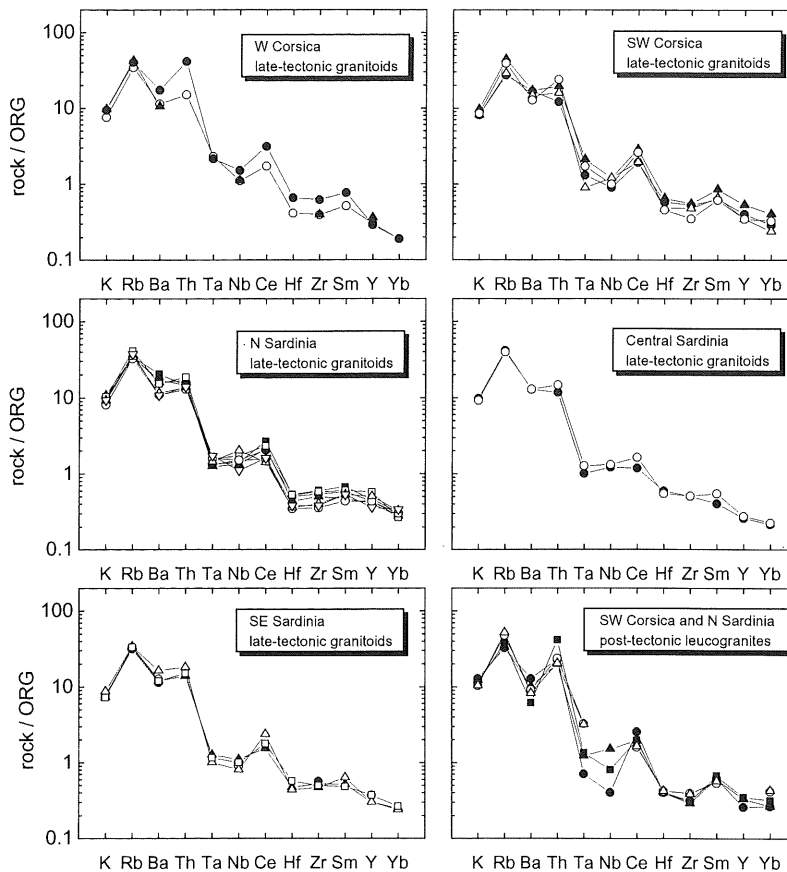 100
10
1
0.1
rock / ORG
W Corsica
late-tectonic granitoids
K Rb Ba Th Ta Nb Ce Hf Zr Sm Y Yb
SW Corsica
late-tectonic granitoids
K Rb Ba Th Ta Nb Ce Hf Zr Sm Y Yb
100
10
1
0.1
rock / ORG
N Sardinia
late-tectonic granitoids
K Rb Ba Th Ta Nb Ce Hf Zr Sm Y Yb
Central Sardinia
late-tectonic granitoids
K Rb Ba Th Ta Nb Ce Hf Zr Sm Y Yb
100
10
1
0.1
rock / ORG
SE Sardinia
late-tectonic granitoids
K Rb Ba Th Ta Nb Ce Hf Zr Sm Y Yb
SW Corsica and N Sardinia
post-tectonic leucogranites
K Rb Ba Th Ta Nb Ce Hf Zr Sm Y Yb